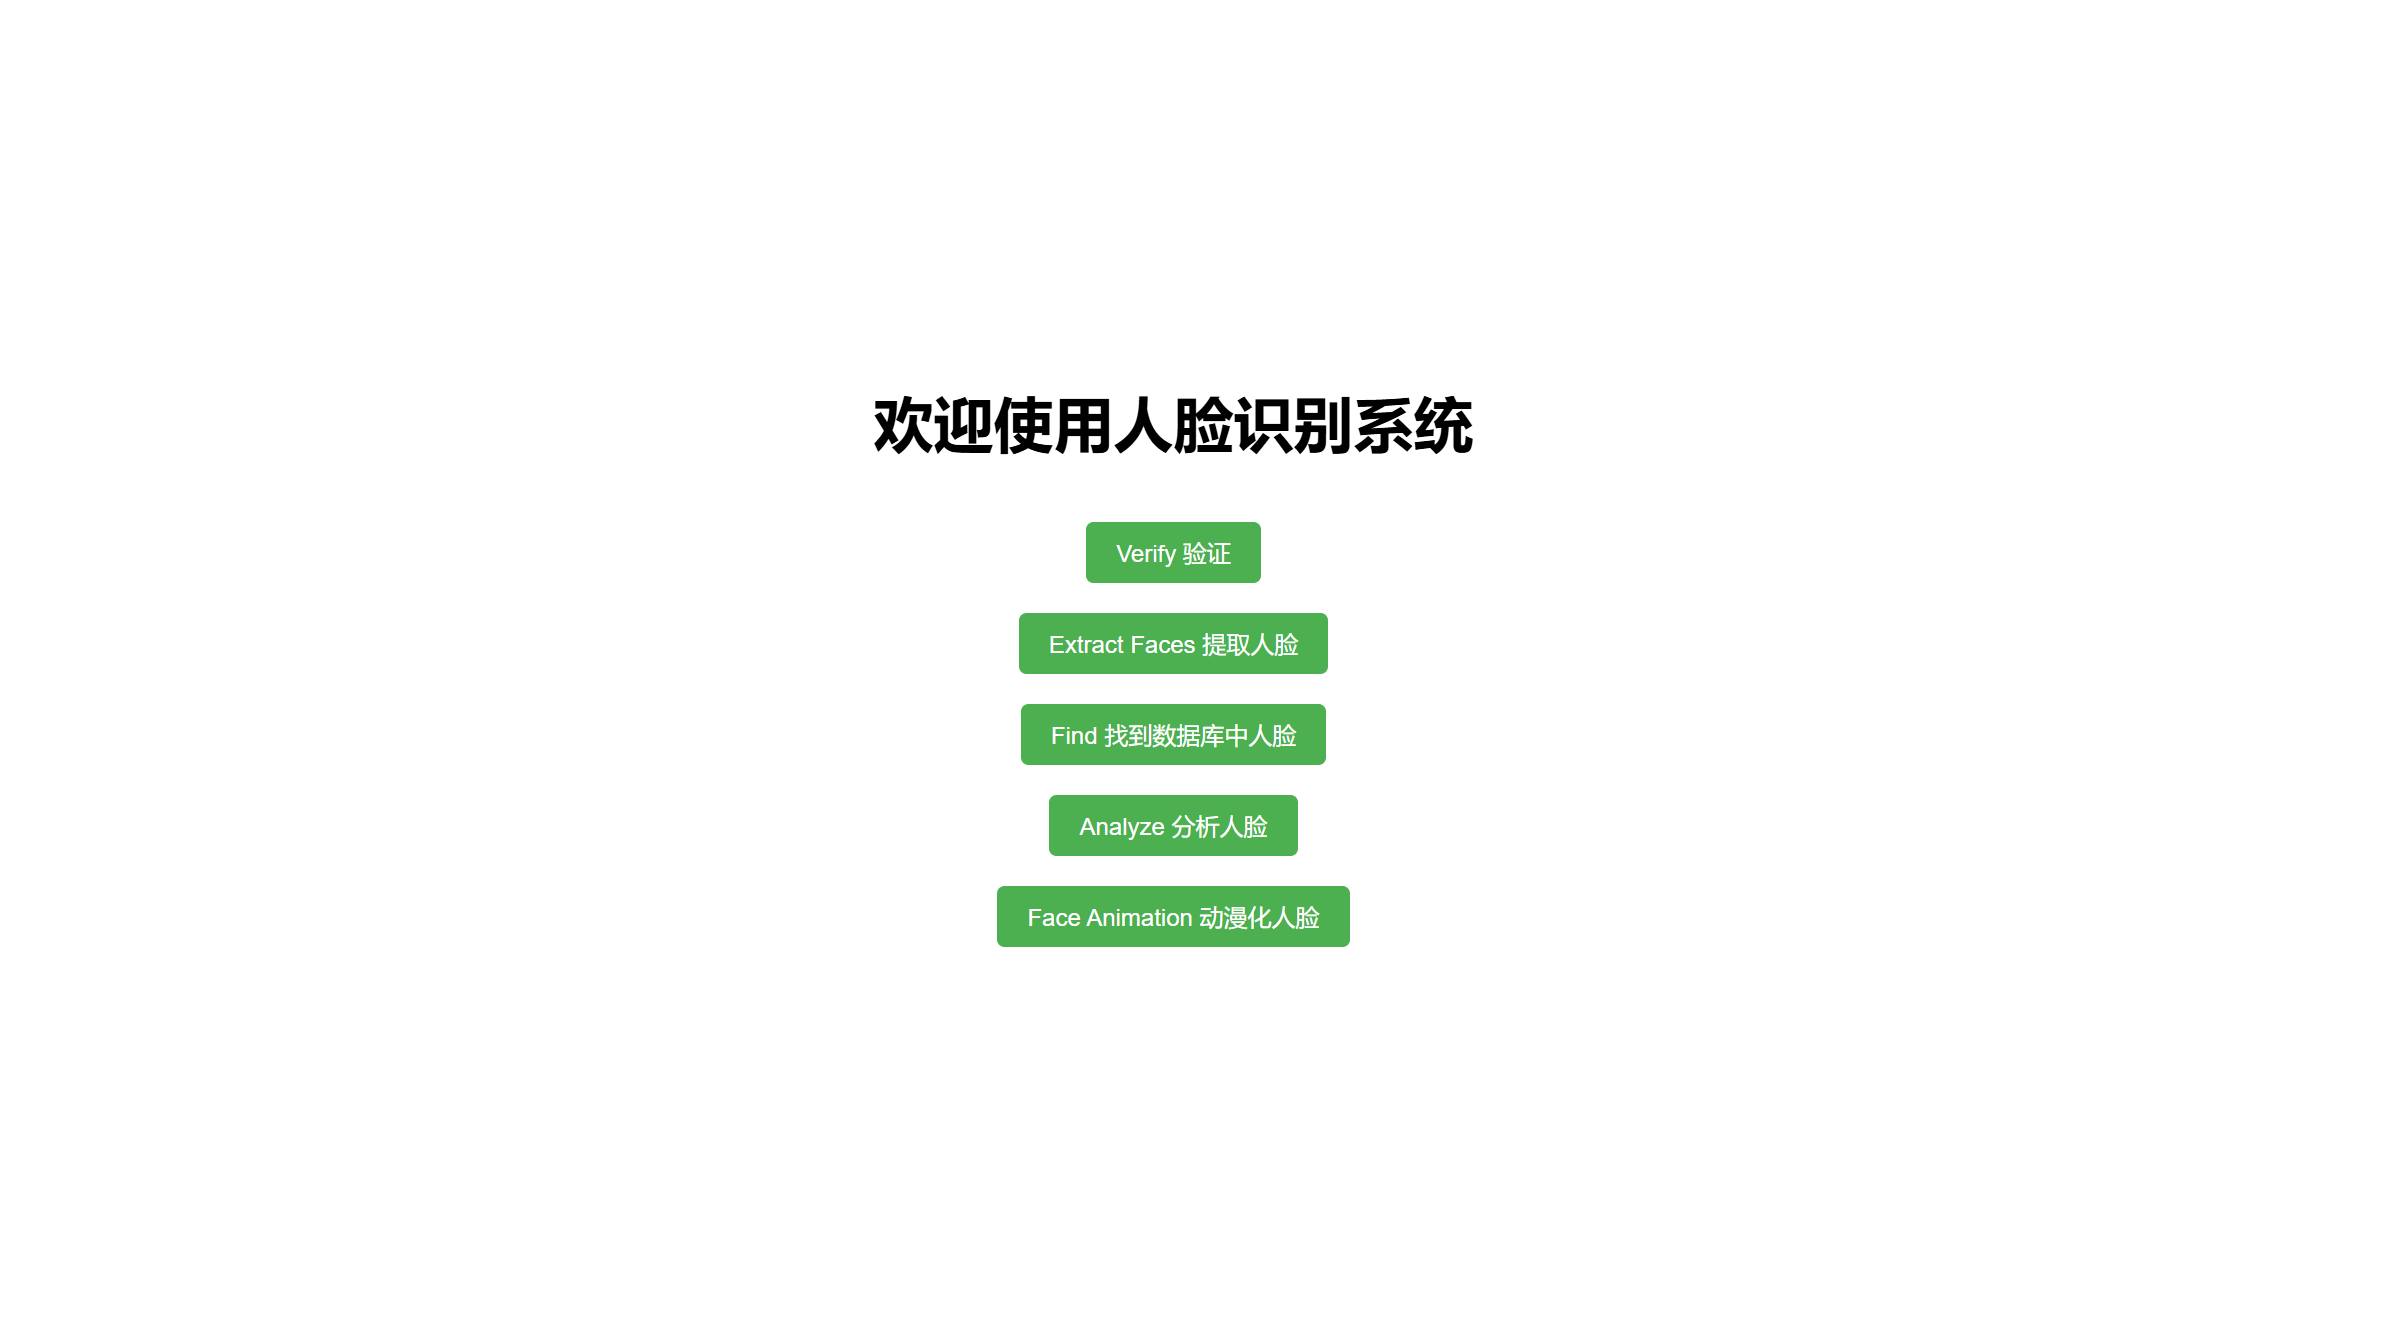 欢迎使用人脸识别系统
Verify 验证
Extract Faces 提取人脸
Find 找到数据库中人脸
Analyze 分析人脸
Face Animation 动漫化人脸